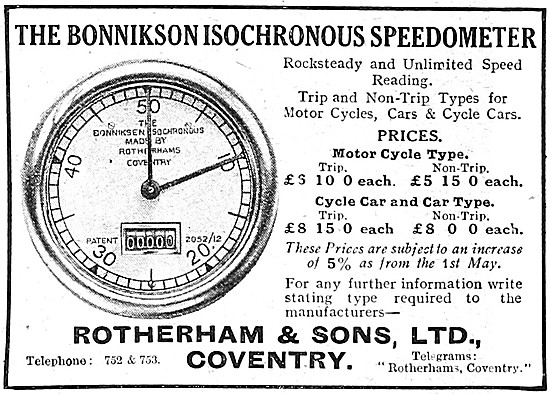 THE BONNIKSON ISOCHRONOUS SPEEDOMETER
Rocksteady and Unlimited Speed
Reading.
Trip and Non-Trip Types for
Motor Cycles, Cars & Cycle Cars.
PRICES.
Motor Cycle Type.
Trip. Non-Trip.
£6 10 0 each. £5 15 0 each.
Cycle Car and Car Type.
Trip. Non-Trip.
£8 15 0 each £8 0 0 each.
These Prices are subject to an increase
of 5% as from the 1st May.
For any further information write
stating type required to the
manufacturers—
50
THE
BONNIKSEN ISOCHRONOUS
MADE BY
ROTHERHAMS
COVENTRY
40
10
00000
PATENT 2052/12
30
20
ROTHERHAM & SONS, LTD.,
Telephone: 752 & 753. COVENTRY. Telegrams:
"Rotherhams, Coventry."